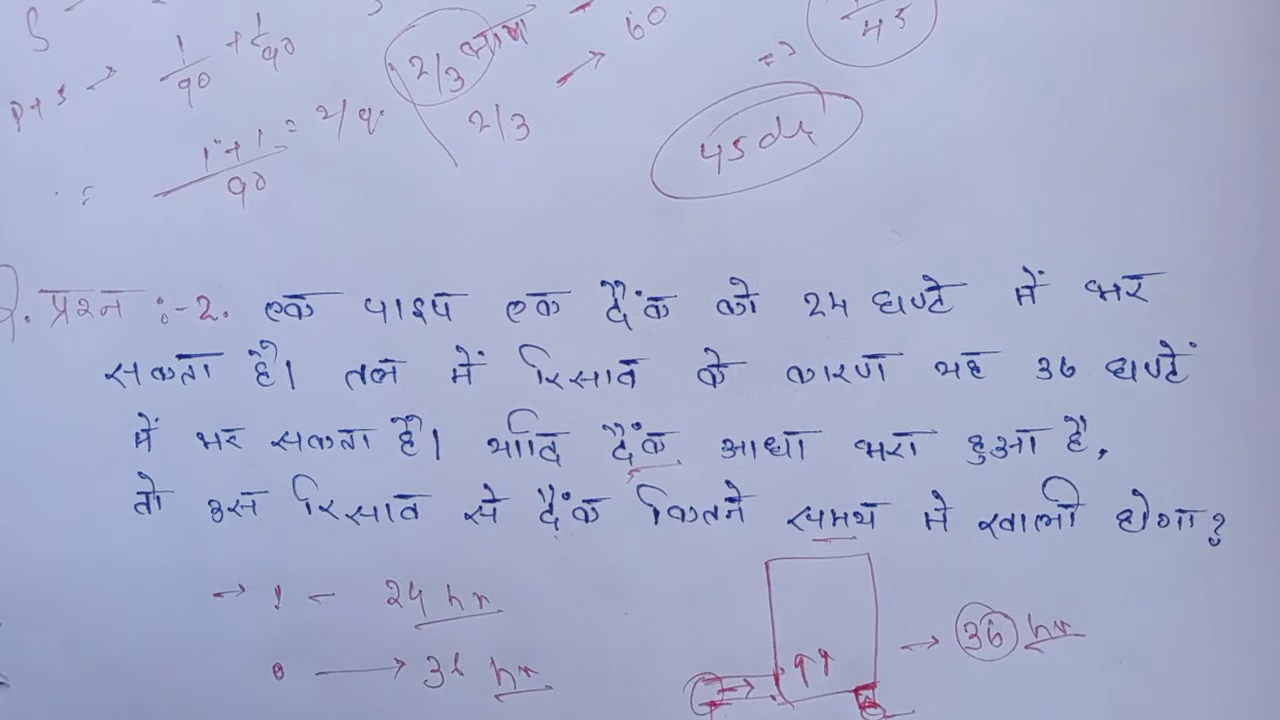 S
P+S → 1/90 + 1/90
2/3 भाग → 60
2/3
= 1+1/90 = 2/90
45
45 day
प्रश्न :-2. एक पाइप एक टैंक को 24 घण्टे में भर
सकता है। तल में रिसाव के कारण यह 36 घण्टें
में भर सकता है। यदि टैंक आधा भरा हुआ है,
तो उस रिसाव से टैंक कितने समय मे खाली होगा?
→ 1 - 24 hr
→ 36 hr
→ 36 hr